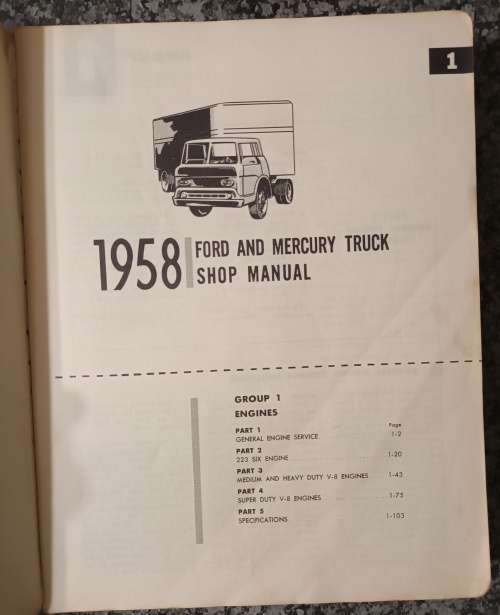 1
1958 FORD AND MERCURY TRUCK
SHOP MANUAL
GROUP 1
ENGINES
Page
PART 1
GENERAL ENGINE SERVICE 1-2
PART 2
223 SIX ENGINE 1-20
PART 3
MEDIUM AND HEAVY DUTY V-8 ENGINES 1-43
PART 4
SUPER DUTY V-8 ENGINES 1-75
PART 5
SPECIFICATIONS 1-103